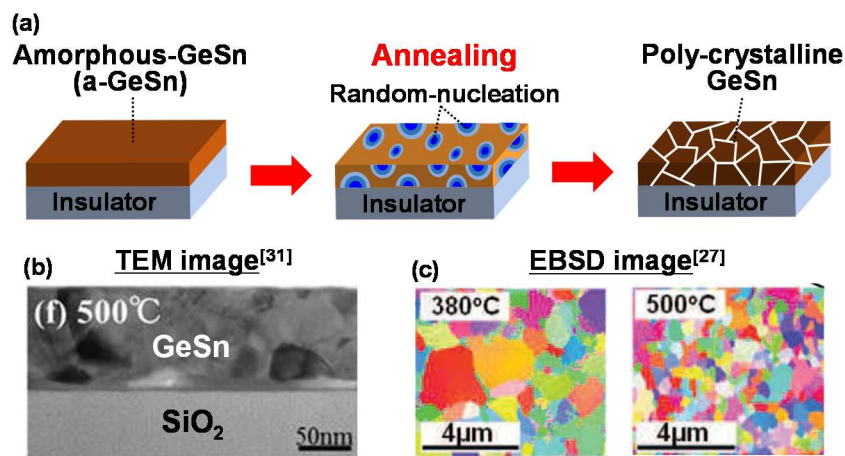 (a)
Amorphous-GeSn
(a-GeSn)
Annealing
Random-nucleation
Poly-crystalline
GeSn
Insulator
Insulator
Insulator
(b) TEM image[31]
(c) EBSD image[27]
(f) 500℃
GeSn
SiO2
50nm
380°C
4μm
500°C
4μm